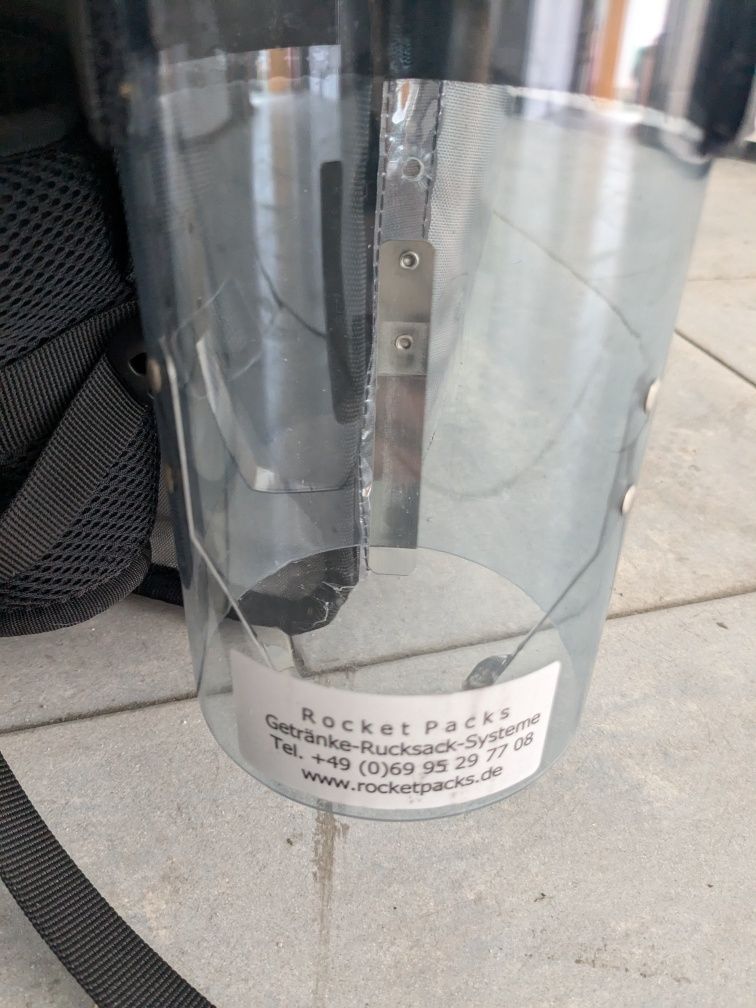 Rocket Packs
Getränke-Rucksack-Systeme
Tel. +49 (0)69 95 29 77 08
www.rocketpacks.de